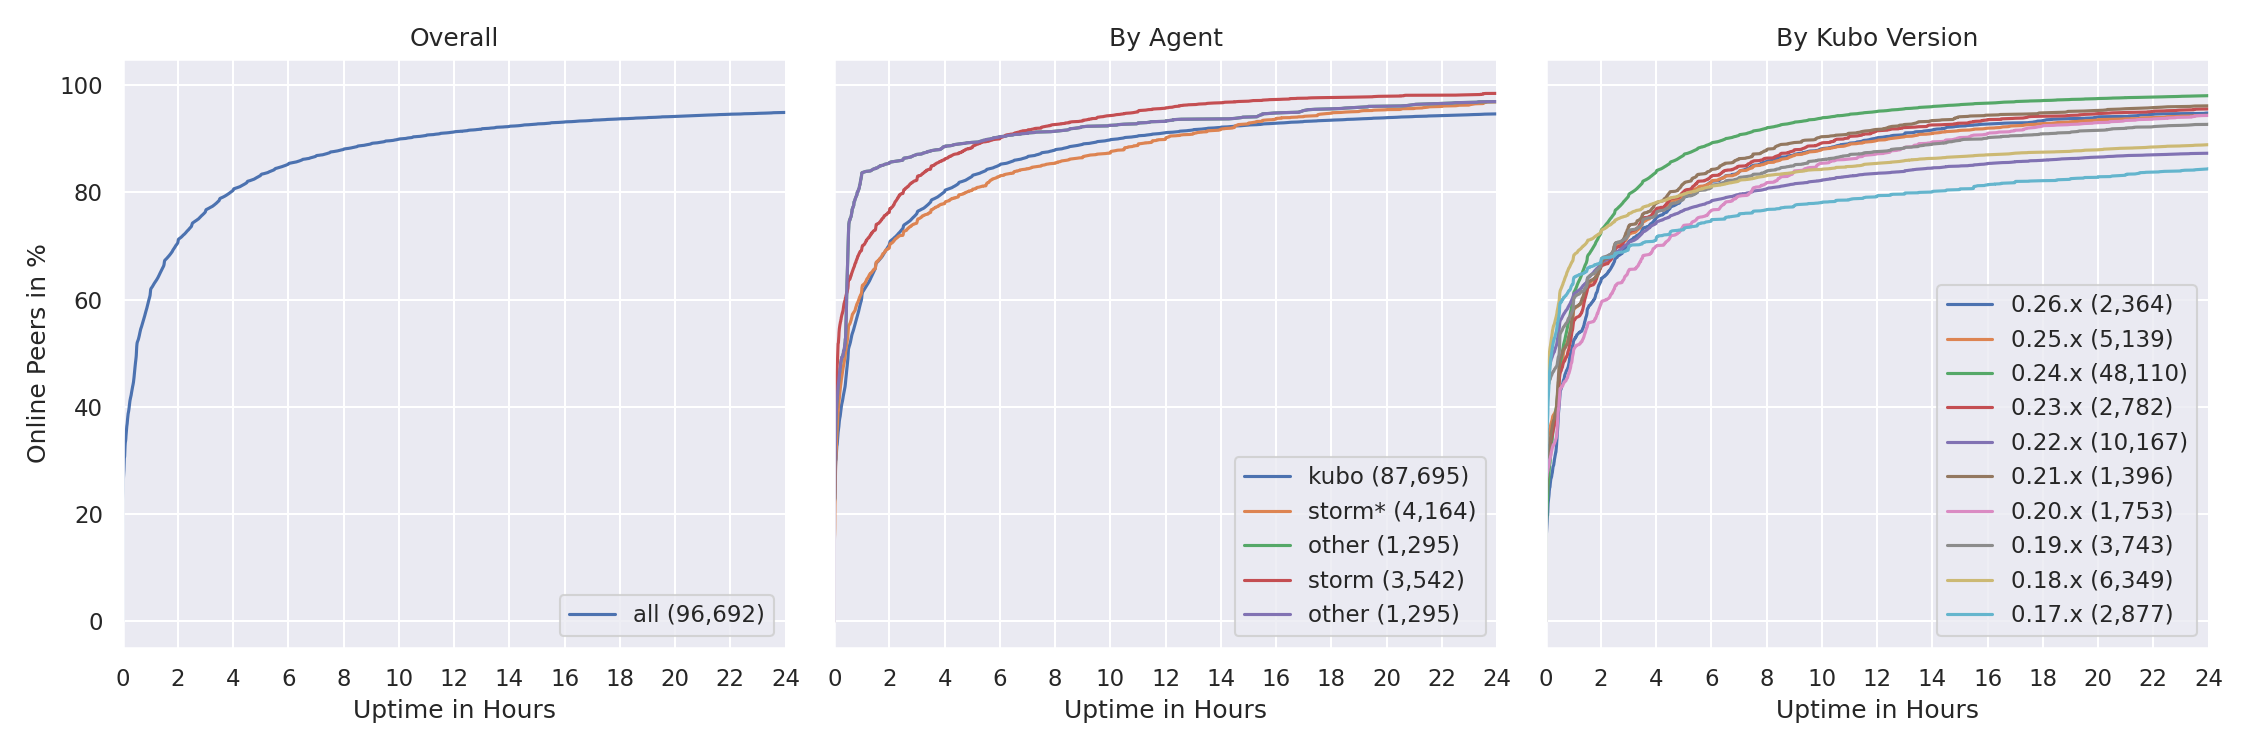 Overall
By Agent
By Kubo Version
Online Peers in %
100
80
60
40
20
0
all (96,692)
kubo (87,695)
storm* (4,164)
other (1,295)
storm (3,542)
other (1,295)
0.26.x (2,364)
0.25.x (5,139)
0.24.x (48,110)
0.23.x (2,782)
0.22.x (10,167)
0.21.x (1,396)
0.20.x (1,753)
0.19.x (3,743)
0.18.x (6,349)
0.17.x (2,877)
0 2 4 6 8 10 12 14 16 18 20 22 24
0 2 4 6 8 10 12 14 16 18 20 22 24
0 2 4 6 8 10 12 14 16 18 20 22 24
Uptime in Hours
Uptime in Hours
Uptime in Hours